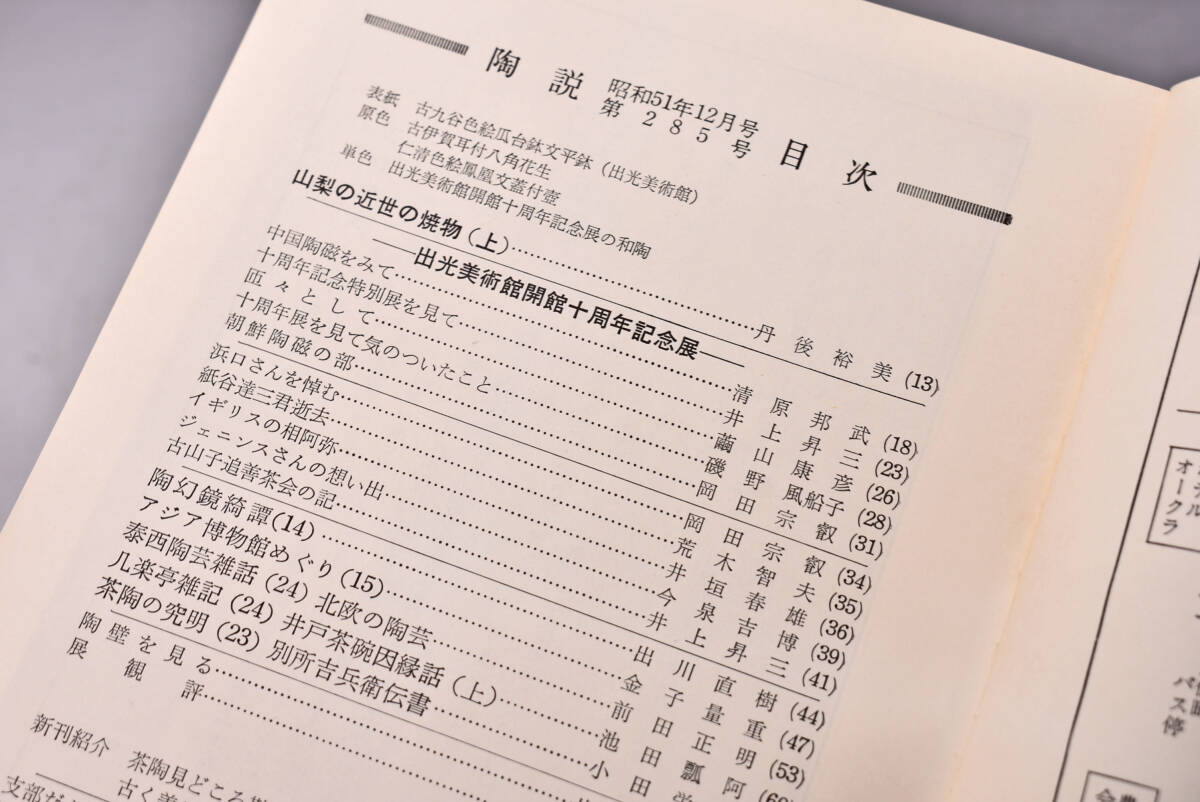 陶説 昭和51年12月号 第285号 目次
表紙 古九谷色絵瓜台鉢文平鉢(出光美術館)
原色 古伊賀耳付八角花生
仁清色絵鳳凰文蓋付壺
単色 出光美術館開館十周年記念展の和陶
山梨の近世の焼物(上)……丹後裕美(13)
——出光美術館開館十周年記念展——
中国陶磁をみて……清原邦武(18)
十周年記念特別展を見て……井上昇三(23)
匝々として……繭山康彦(26)
十周年展を見て気のついたこと……磯野風船子(28)
朝鮮陶磁の部……岡田宗叡(31)
浜口さんを悼む……岡田宗叡(34)
紙谷達三君逝去……荒木智夫(35)
イギリスの相阿弥……井垣春雄(36)
ジェニンスさんの想い出……今泉吉博(39)
古山子追善茶会の記……井上昇三(41)
陶幻鏡綺譚(14)……出川直樹(44)
アジア博物館めぐり(15)……金子量重(47)
泰西陶芸雑話(24) 北欧の陶芸……前田正明(53)
几楽亭雑記(24) 井戸茶碗因縁話(上)……池田瓢阿
茶陶の究明(23) 別所吉兵衛伝書……小田
陶壁を見る
展観評
新刊紹介 茶陶見どころ
古く
支部だ
オークラ
バス停